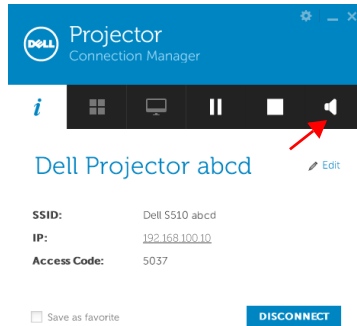 DELL
Projector
Connection Manager
i
Dell Projector abcd
Edit
SSID: Dell S510 abcd
IP: 192.168.100.10
Access Code: 5037
Save as favorite
DISCONNECT